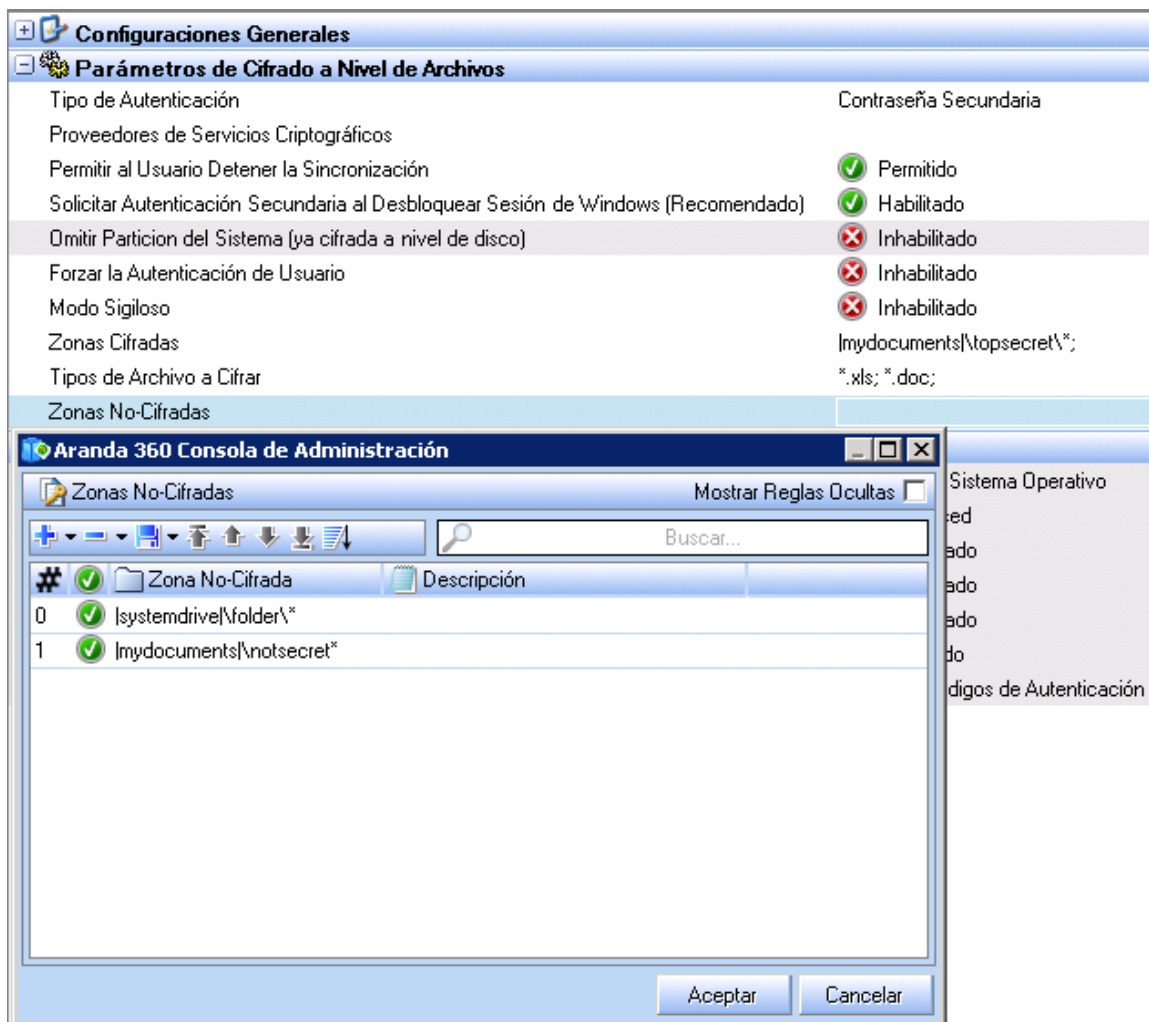 Configuraciones Generales
Parámetros de Cifrado a Nivel de Archivos
Tipo de Autenticación Contraseña Secundaria
Proveedores de Servicios Criptográficos
Permitir al Usuario Detener la Sincronización Permitido
Solicitar Autenticación Secundaria al Desbloquear Sesión de Windows (Recomendado) Habilitado
Omitir Particion del Sistema (ya cifrada a nivel de disco) Inhabilitado
Forzar la Autenticación de Usuario Inhabilitado
Modo Sigiloso Inhabilitado
Zonas Cifradas |mydocuments|\topsecret\*;
Tipos de Archivo a Cifrar *.xls; *.doc;
Zonas No-Cifradas
Aranda 360 Consola de Administración
Zonas No-Cifradas Mostrar Reglas Ocultas
Sistema Operativo
Buscar...
# Zona No-Cifrada Descripción
0 |systemdrive|\folder\*
1 |mydocuments|\notsecret*
de Autenticación
Aceptar Cancelar